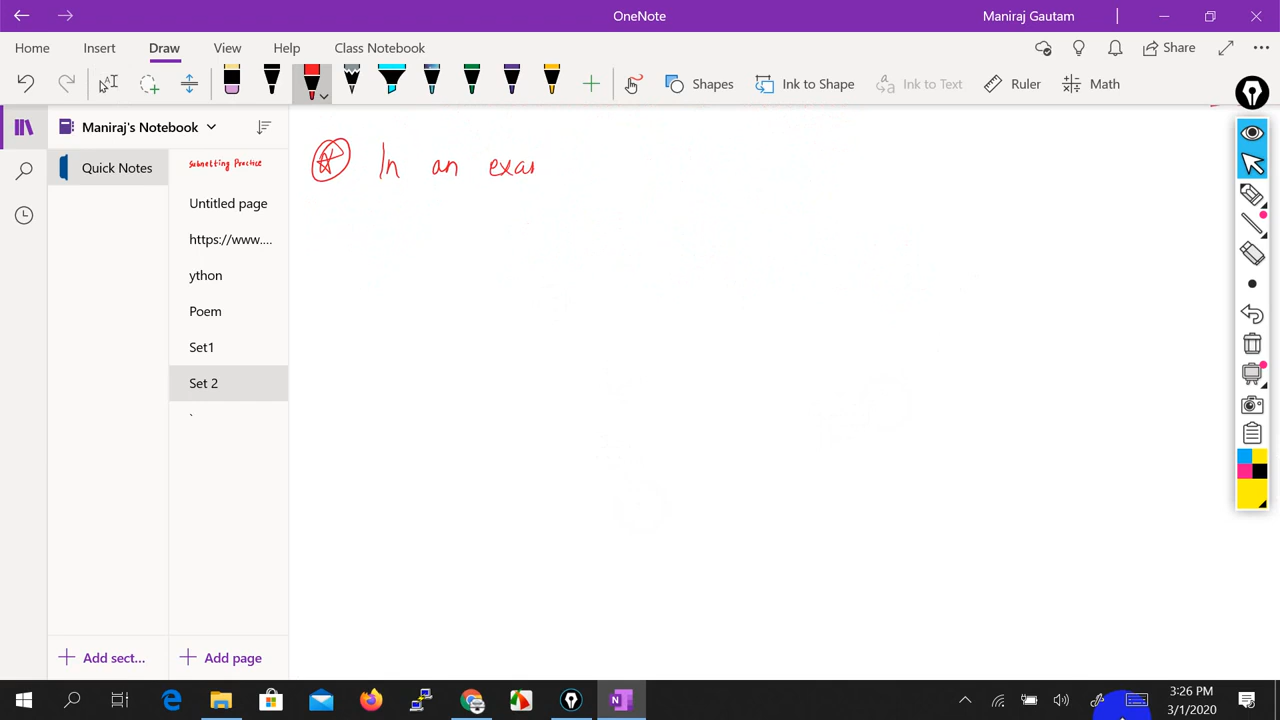 OneNote
Maniraj Gautam
Home Insert Draw View Help Class Notebook Share
Shapes Ink to Shape Ink to Text Ruler Math
Maniraj's Notebook
Quick Notes
Subnetting Practice
Untitled page
https://www....
ython
Poem
Set1
Set 2
`
In an exam
Add sect... Add page
3:26 PM
3/1/2020